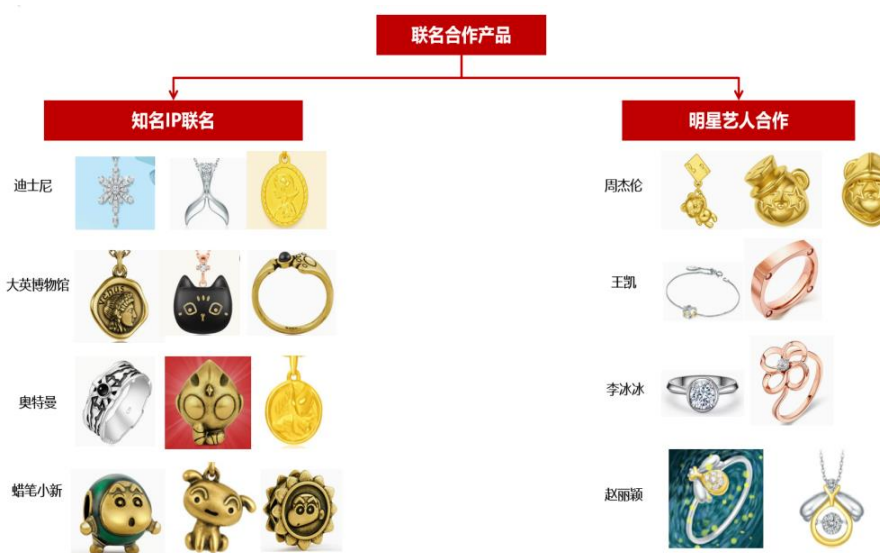 联名合作产品
知名IP联名
明星艺人合作
迪士尼
周杰伦
大英博物馆
王凯
奥特曼
李冰冰
蜡笔小新
赵丽颖